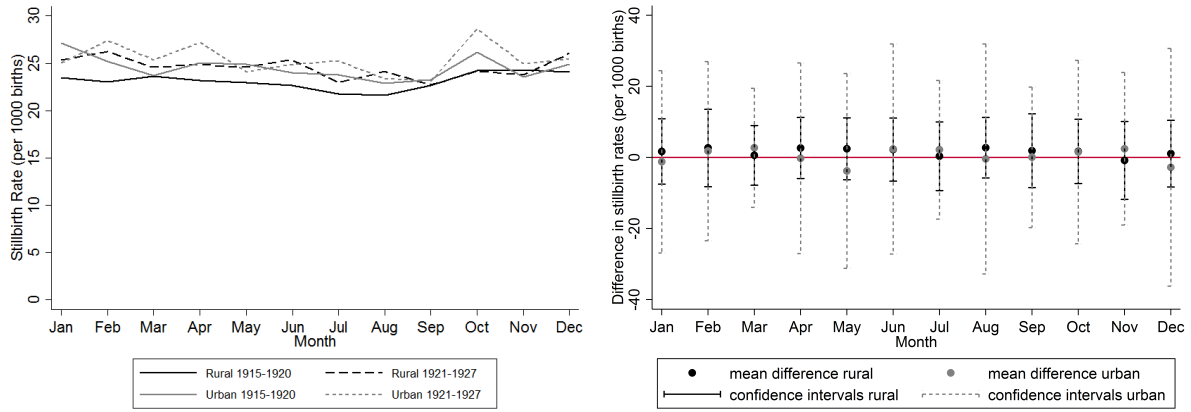 Stillbirth Rate (per 1000 births)
30
25
20
15
10
5
0
Jan Feb Mar Apr May Jun Jul Aug Sep Oct Nov Dec
Month
Rural 1915-1920 Rural 1921-1927
Urban 1915-1920 Urban 1921-1927
Difference in stillbirth rates (per 1000 births)
40
20
0
-20
-40
Jan Feb Mar Apr May Jun Jul Aug Sep Oct Nov Dec
Month
mean difference rural mean difference urban
confidence intervals rural confidence intervals urban